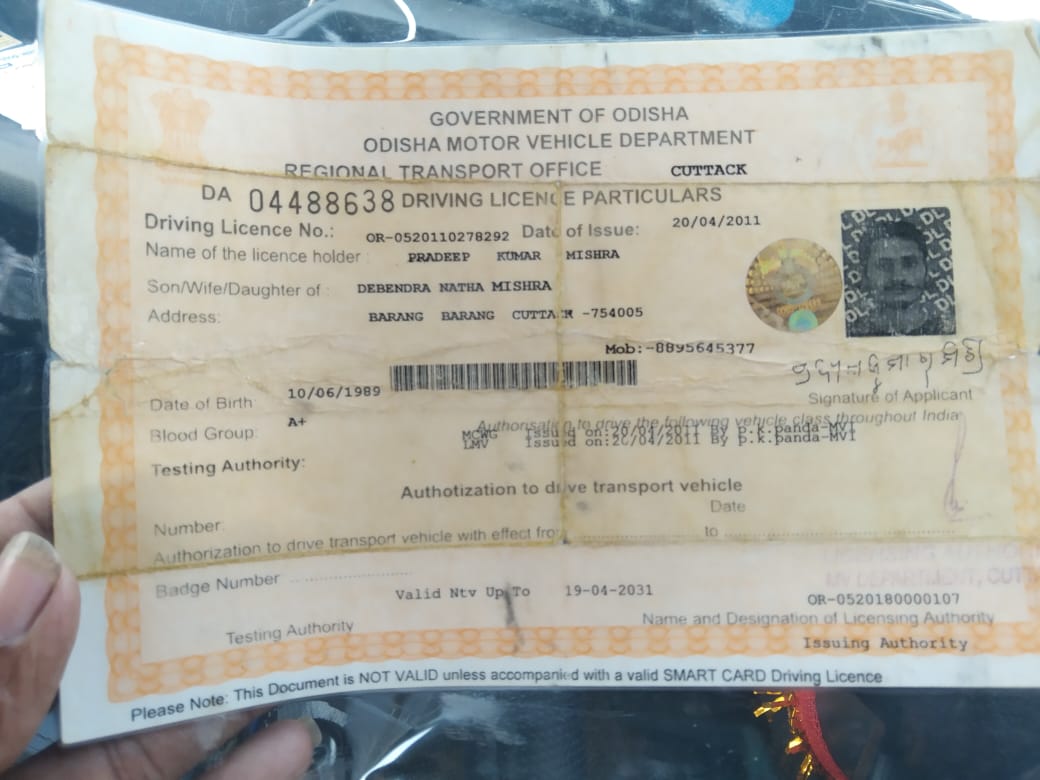 GOVERNMENT OF ODISHA
ODISHA MOTOR VEHICLE DEPARTMENT
REGIONAL TRANSPORT OFFICE CUTTACK
DA 04488638 DRIVING LICENCE PARTICULARS
Driving Licence No.: OR-0520110278292 Date of Issue: 20/04/2011
Name of the licence holder : PRADEEP KUMAR MISHRA
Son/Wife/Daughter of : DEBENDRA NATHA MISHRA
Address: BARANG BARANG CUTTACK -754005
Mob:-8895645377
Signature of Applicant
Date of Birth: 10/06/1989
Blood Group: A+
Authorisation to drive the following vehicle class throughout India
MCWG Issued on:20/04/2011 By p.k.panda-MVI
LMV Issued on:20/04/2011 By p.k.panda-MVI
Testing Authority:
Authotization to drive transport vehicle
Number: Date
Authorization to drive transport vehicle with effect from to
Badge Number
LICENSING AUTHORITY
MV DEPARTMENT, CUTT
Valid Ntv Up To 19-04-2031
OR-0520180000107
Testing Authority
Name and Designation of Licensing Authority
Issuing Authority
Please Note: This Document is NOT VALID unless accompanied with a valid SMART CARD Driving Licence